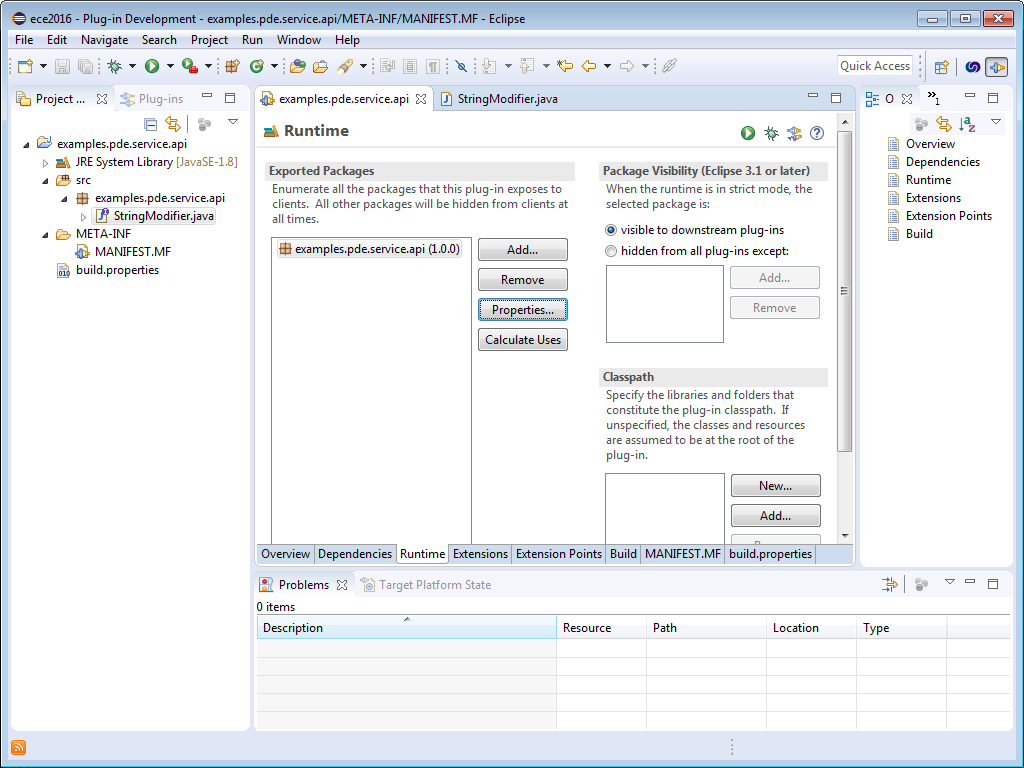 ece2016 - Plug-in Development - examples.pde.service.api/META-INF/MANIFEST.MF - Eclipse
File Edit Navigate Search Project Run Window Help
Quick Access
Project ...
Plug-ins
examples.pde.service.api
JRE System Library [JavaSE-1.8]
src
examples.pde.service.api
StringModifier.java
META-INF
MANIFEST.MF
build.properties
examples.pde.service.api
StringModifier.java
Runtime
Exported Packages
Enumerate all the packages that this plug-in exposes to
clients.  All other packages will be hidden from clients at
all times.
examples.pde.service.api (1.0.0)
Add...
Remove
Properties...
Calculate Uses
Package Visibility (Eclipse 3.1 or later)
When the runtime is in strict mode, the
selected package is:
visible to downstream plug-ins
hidden from all plug-ins except:
Add...
Remove
Classpath
Specify the libraries and folders that
constitute the plug-in classpath.  If
unspecified, the classes and resources
are assumed to be at the root of the
plug-in.
New...
Add...
Overview Dependencies Runtime Extensions Extension Points Build MANIFEST.MF build.properties
O
»1
Overview
Dependencies
Runtime
Extensions
Extension Points
Build
Problems
Target Platform State
0 items
Description Resource Path Location Type